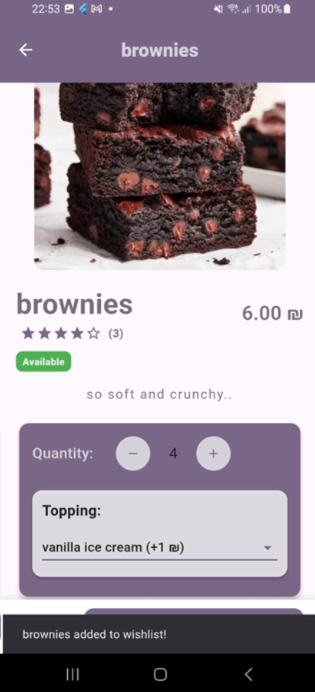 22:53 100%
brownies
brownies
6.00 ₪
(3)
Available
so soft and crunchy..
Quantity: − 4 +
Topping:
vanilla ice cream (+1 ₪)
brownies added to wishlist!